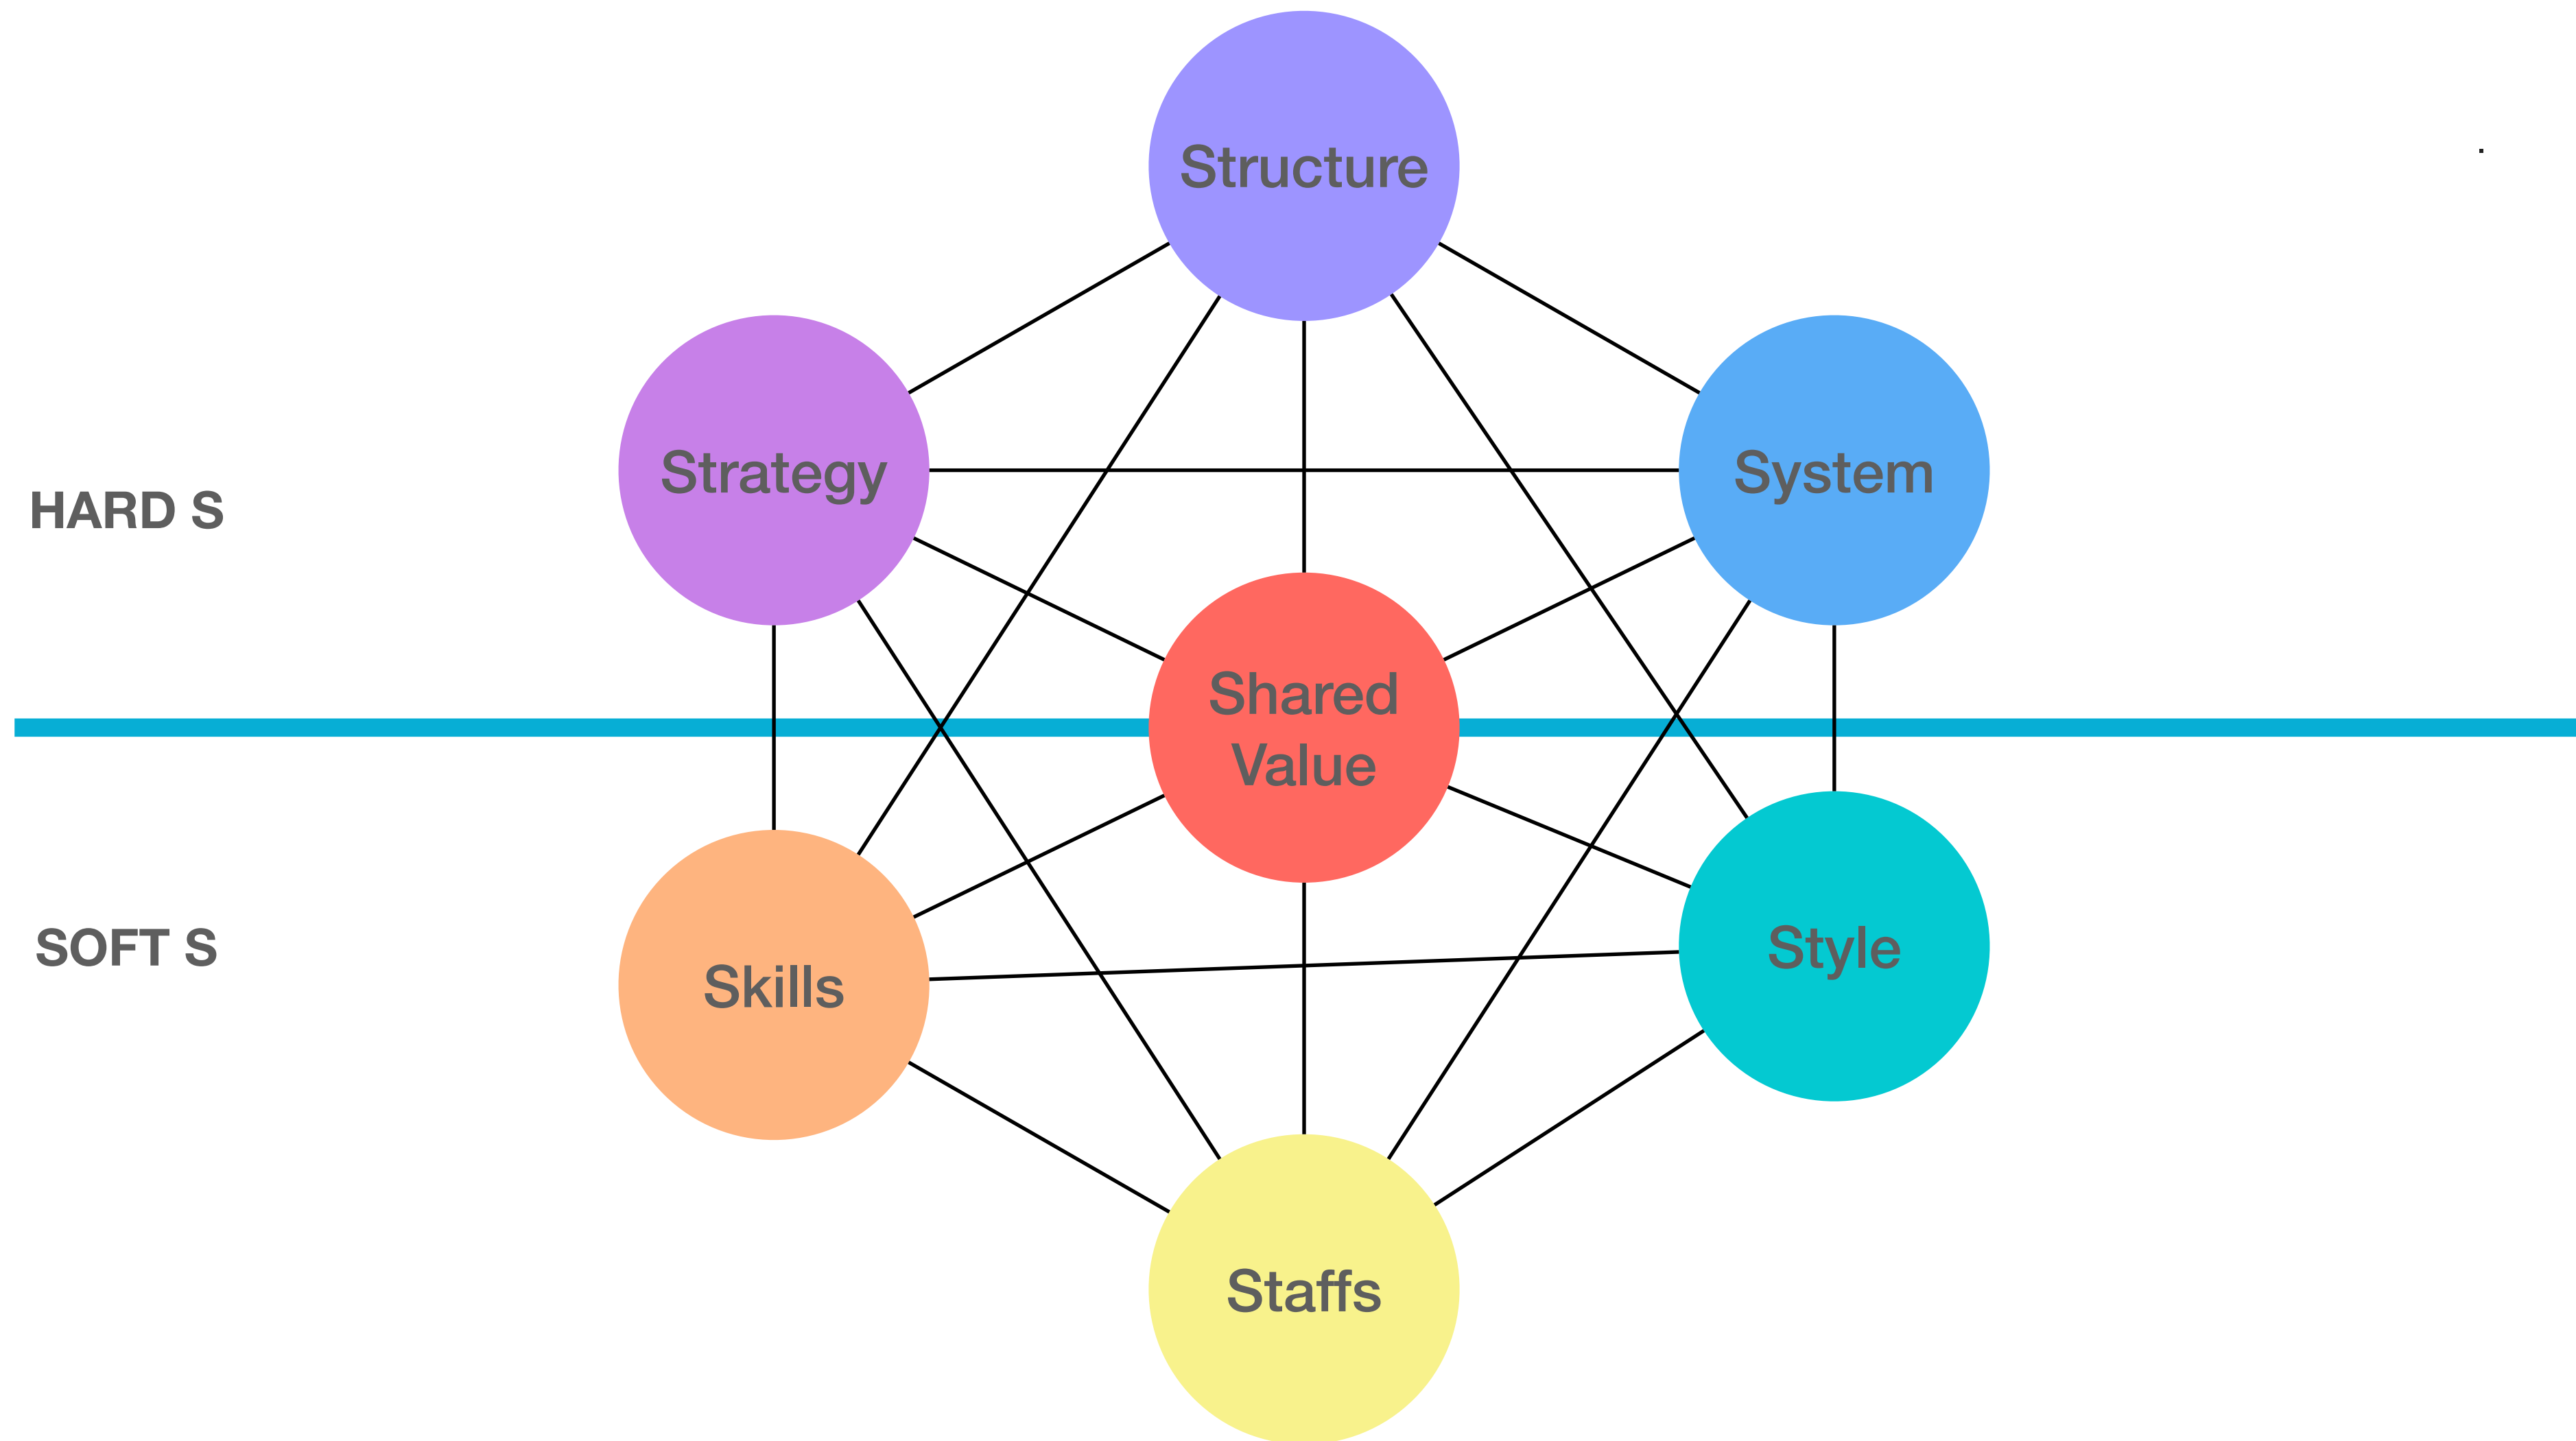 Structure
Strategy
System
HARD S
Shared
Value
SOFT S
Skills
Style
Staffs